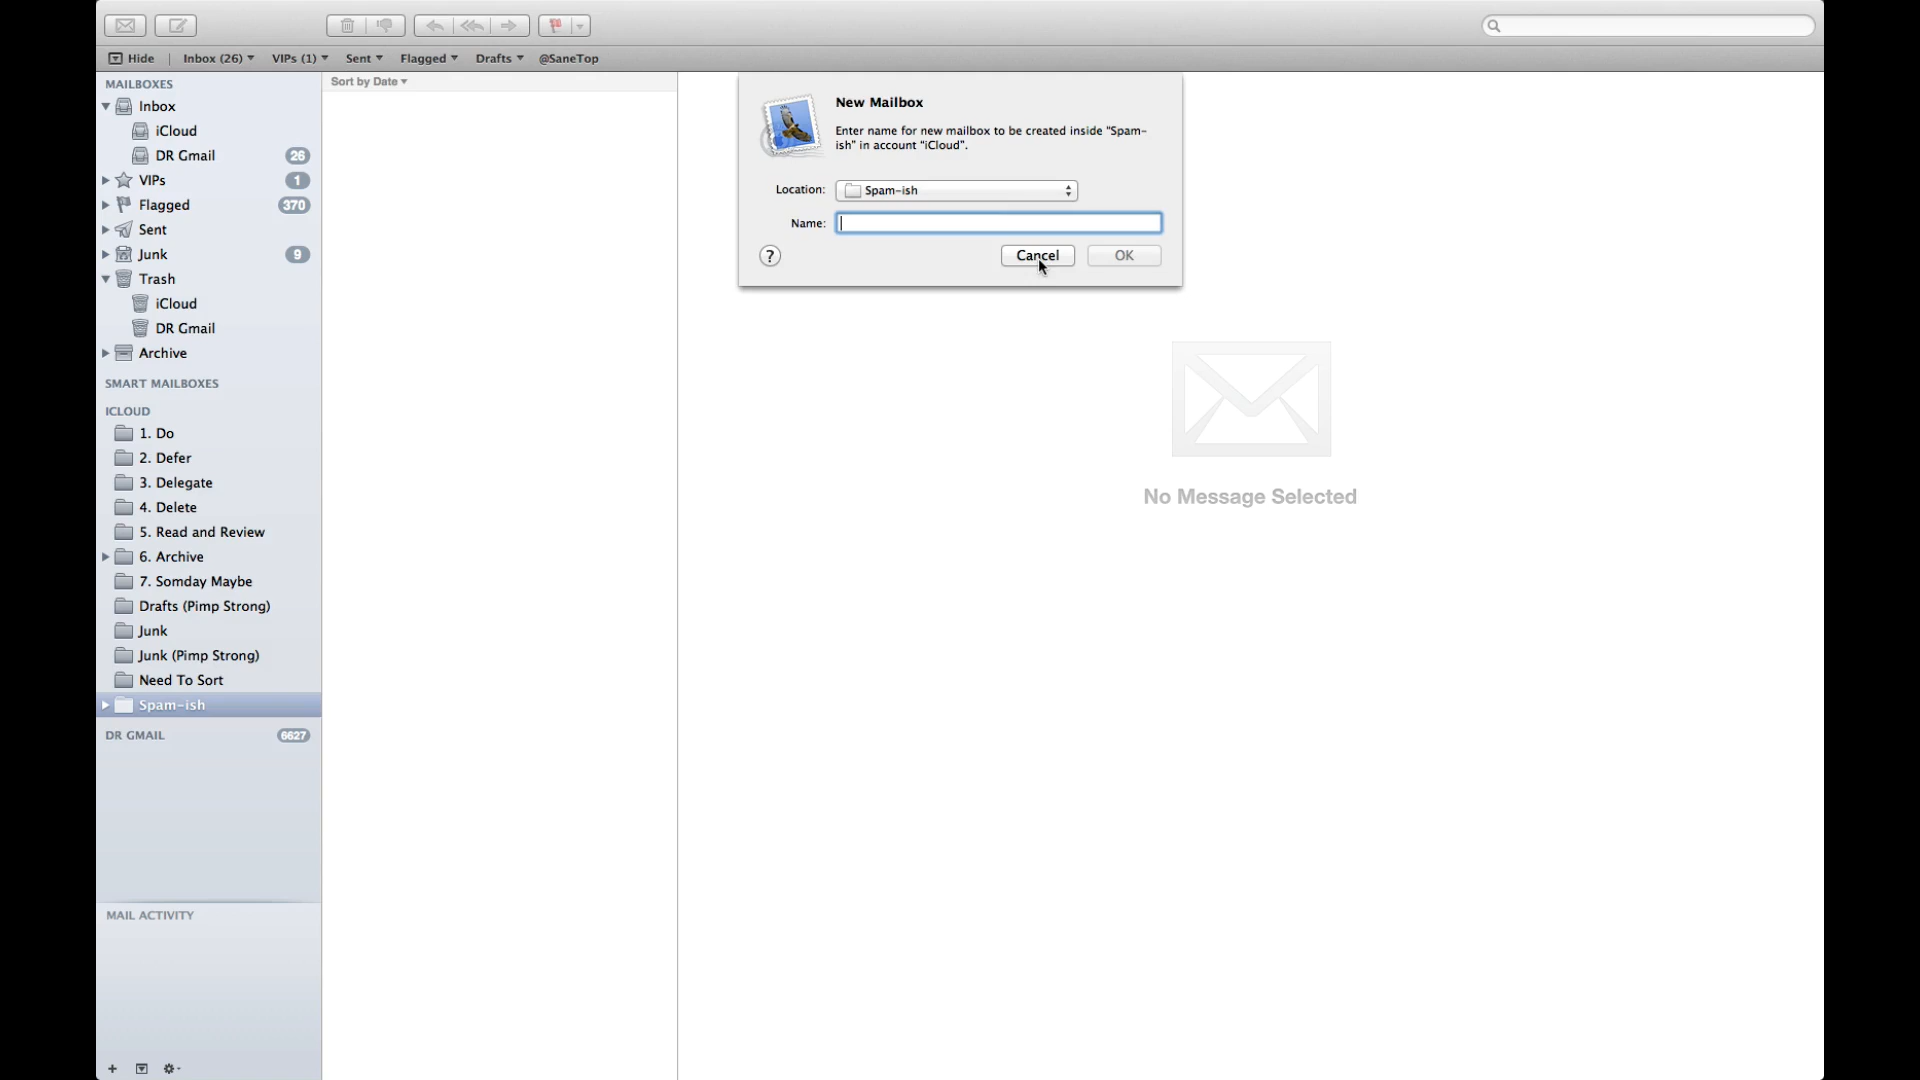 Hide
Inbox (26)
VIPs (1)
Sent
Flagged
Drafts
@SaneTop
MAILBOXES
Inbox
iCloud
DR Gmail 26
VIPs 1
Flagged 370
Sent
Junk 9
Trash
iCloud
DR Gmail
Archive
SMART MAILBOXES
ICLOUD
1. Do
2. Defer
3. Delegate
4. Delete
5. Read and Review
6. Archive
7. Somday Maybe
Drafts (Pimp Strong)
Junk
Junk (Pimp Strong)
Need To Sort
Spam-ish
DR GMAIL 6627
MAIL ACTIVITY
Sort by Date
New Mailbox
Enter name for new mailbox to be created inside "Spam-
ish" in account "iCloud".
Location: Spam-ish
Name:
?
Cancel
OK
No Message Selected